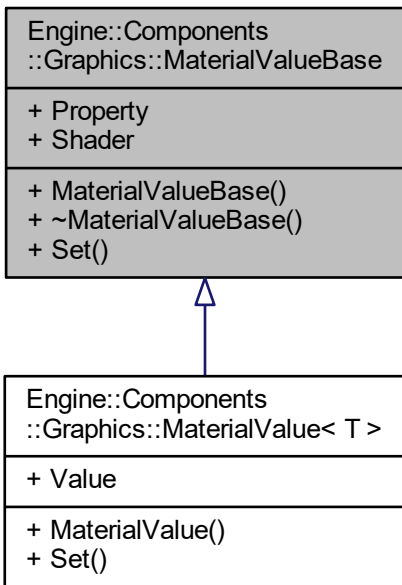 Engine::Components
::Graphics::MaterialValueBase
+ Property
+ Shader
+ MaterialValueBase()
+ ~MaterialValueBase()
+ Set()
Engine::Components
::Graphics::MaterialValue< T >
+ Value
+ MaterialValue()
+ Set()